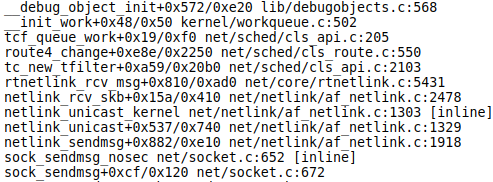 __debug_object_init+0x572/0xe20 lib/debugobjects.c:568
__init_work+0x48/0x50 kernel/workqueue.c:502
tcf_queue_work+0x19/0xf0 net/sched/cls_api.c:205
route4_change+0xe8e/0x2250 net/sched/cls_route.c:550
tc_new_tfilter+0xa59/0x20b0 net/sched/cls_api.c:2103
rtnetlink_rcv_msg+0x810/0xad0 net/core/rtnetlink.c:5431
netlink_rcv_skb+0x15a/0x410 net/netlink/af_netlink.c:2478
netlink_unicast_kernel net/netlink/af_netlink.c:1303 [inline]
netlink_unicast+0x537/0x740 net/netlink/af_netlink.c:1329
netlink_sendmsg+0x882/0xe10 net/netlink/af_netlink.c:1918
sock_sendmsg_nosec net/socket.c:652 [inline]
sock_sendmsg+0xcf/0x120 net/socket.c:672